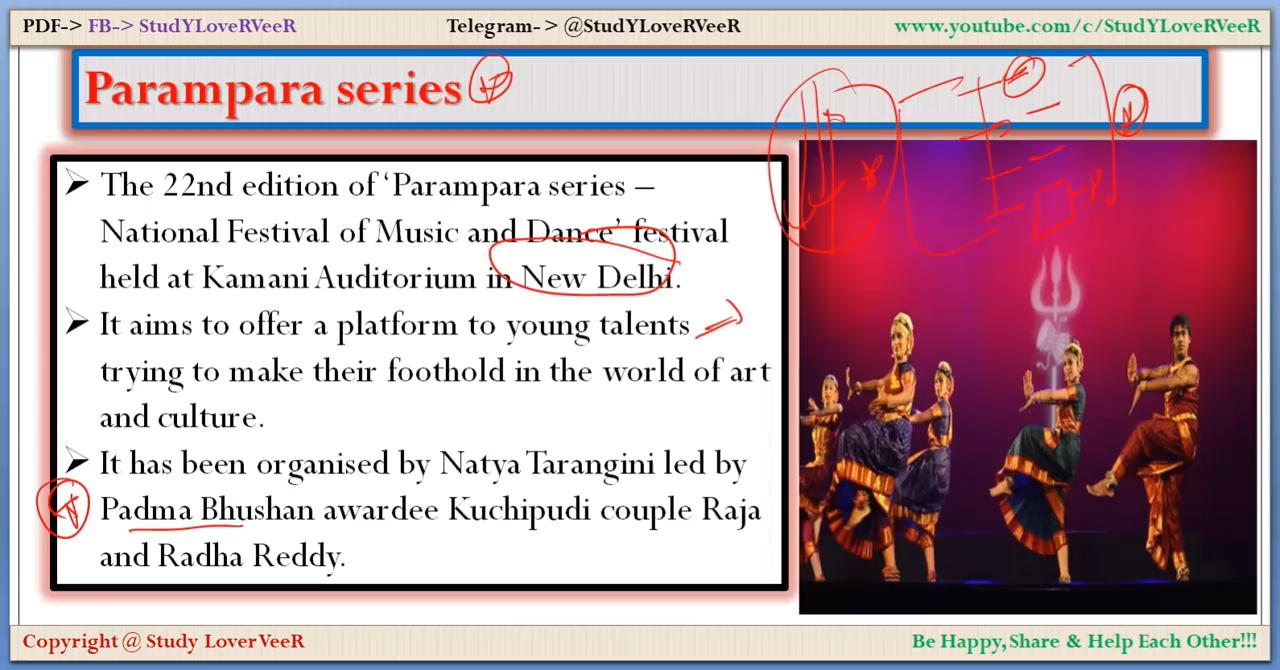 PDF-> FB-> StudYLoveRVeeR
Telegram-> @StudYLoveRVeeR
www.youtube.com/c/StudYLoveRVeeR
Parampara series
➢ The 22nd edition of ‘Parampara series –
National Festival of Music and Dance’ festival
held at Kamani Auditorium in New Delhi.
➢ It aims to offer a platform to young talents
trying to make their foothold in the world of art
and culture.
➢ It has been organised by Natya Tarangini led by
Padma Bhushan awardee Kuchipudi couple Raja
and Radha Reddy.
Copyright @ Study LoverVeeR
Be Happy,Share & Help Each Other!!!